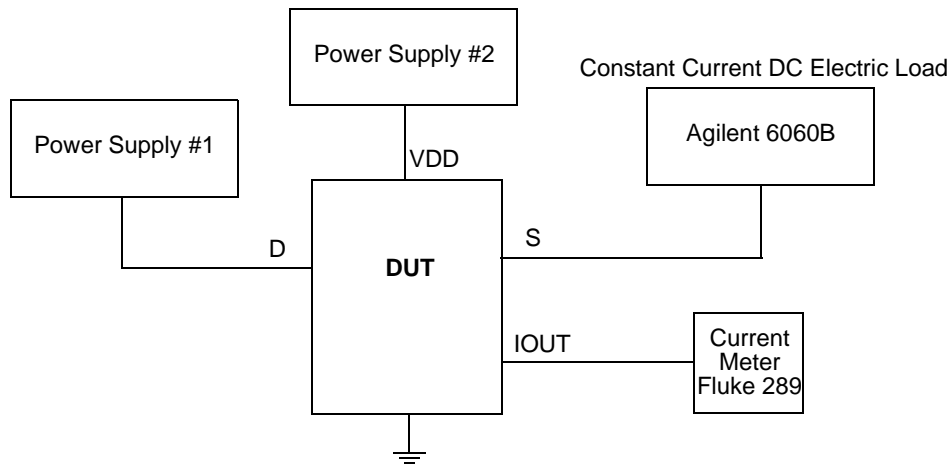 Power Supply #2
Constant Current DC Electric Load
Power Supply #1
Agilent 6060B
VDD
D
S
DUT
IOUT
Current
Meter
Fluke 289